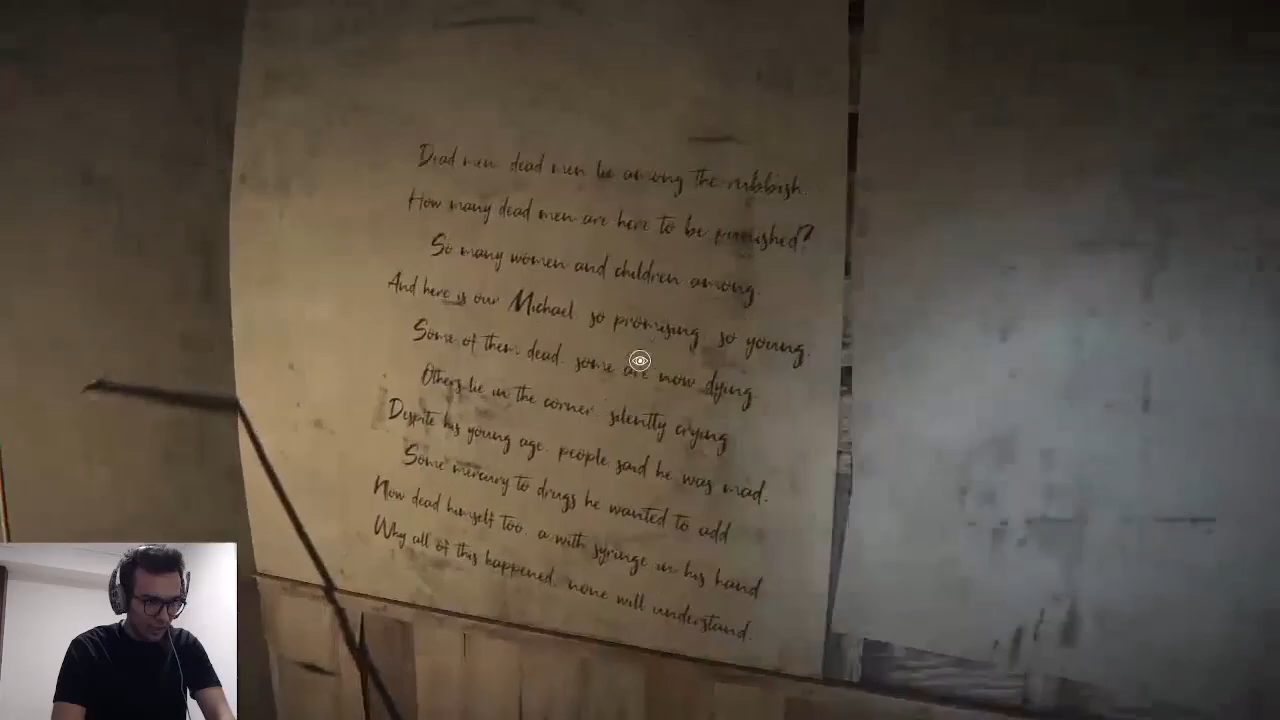 Dead men, dead men lie among the rubbish.
How many dead men are here to be punished?
So many women and children among.
And here is our Michael, so promising, so young.
Some of them dead, some are now dying
Others lie in the corner silently crying
Despite his young age, people said he was mad.
Some mercury to drugs he wanted to add
Now dead himself too, a with syringe in his hand
Why all of this happened, none will understand.